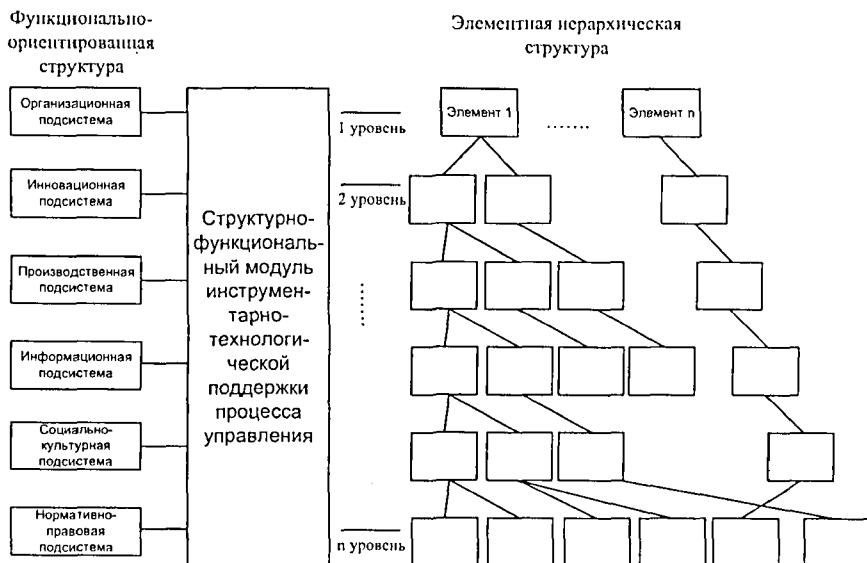 Функционально-
ориентированная
структура
Элементная иерархическая
структура
Организационная
подсистема
Инновационная
подсистема
Производственная
подсистема
Информационная
подсистема
Социально-
культурная
подсистема
Нормативно-
правовая
подсистема
Структурно-
функциональ-
ный модуль
инструмен-
тарно-
технологи-
ческой
поддержки
процесса
управления
1 уровень
2 уровень
........
n уровень
Элемент 1
.......
Элемент n